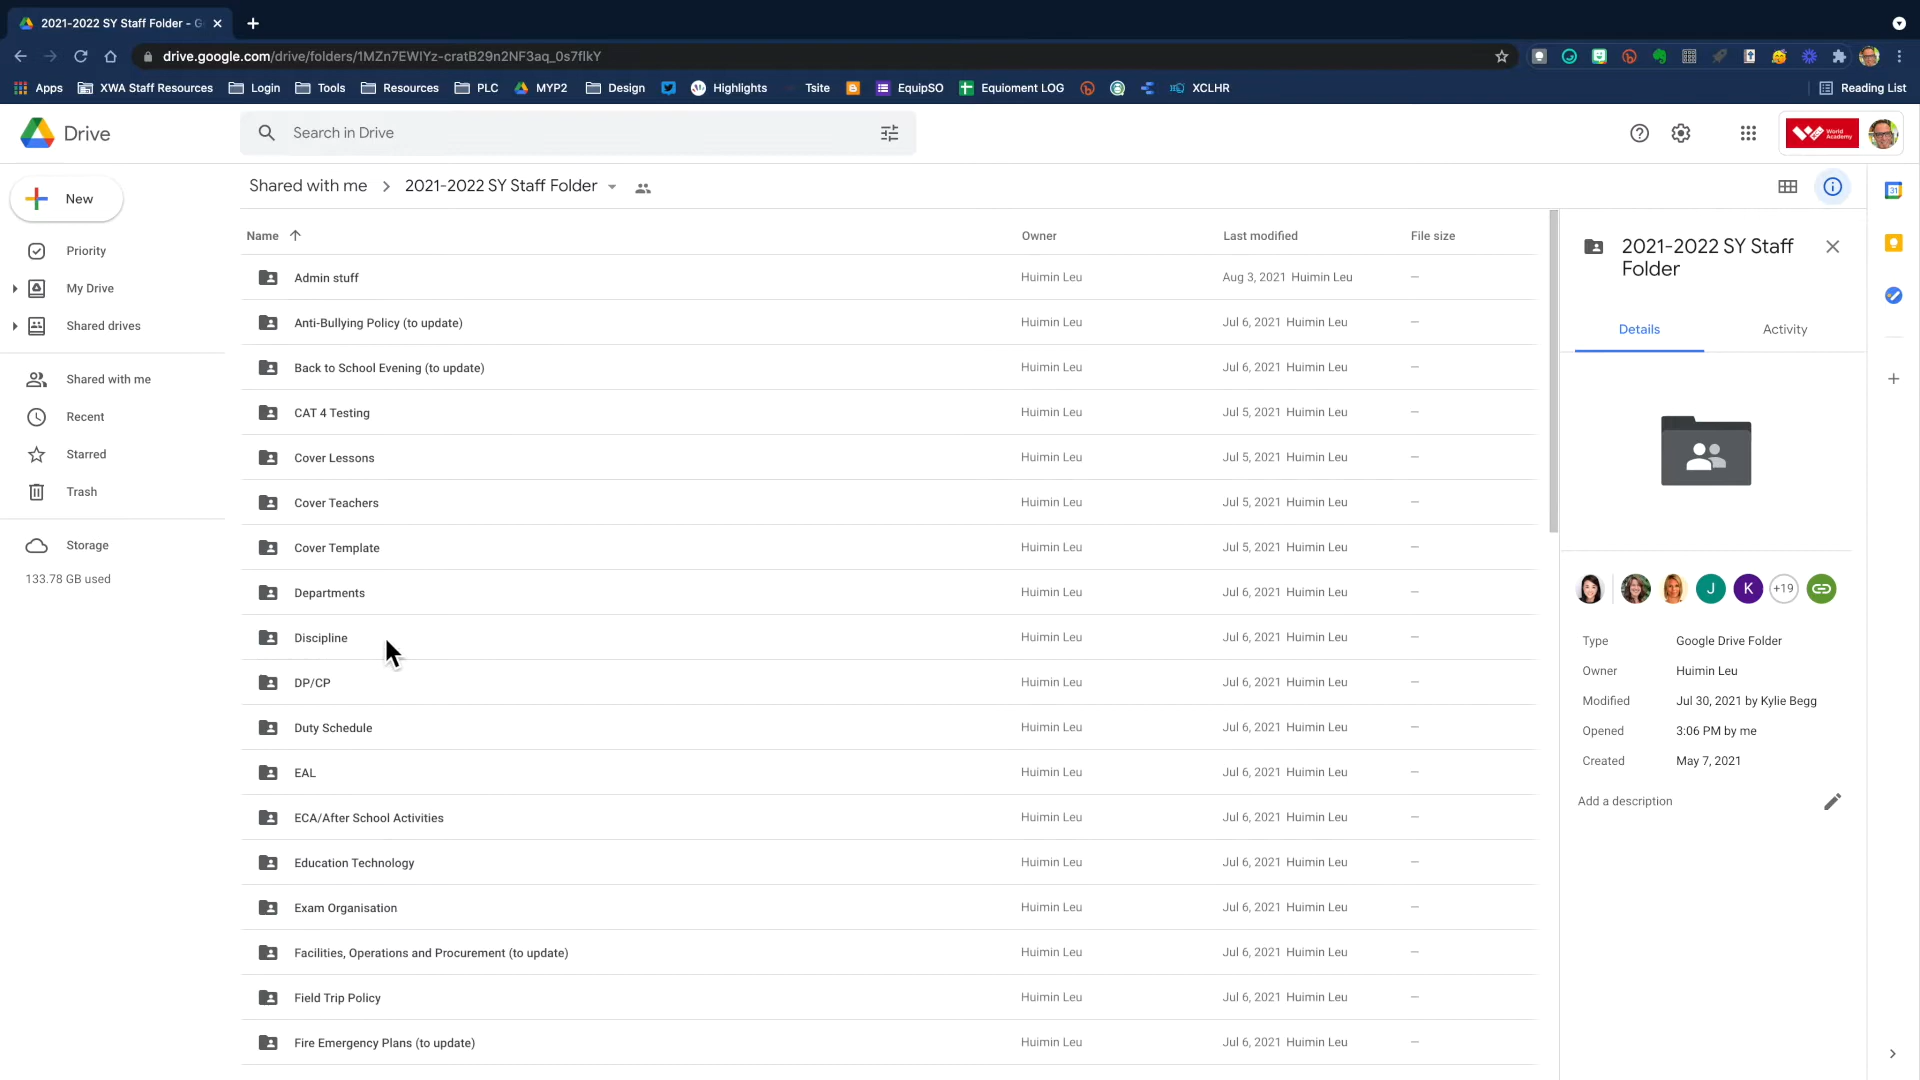 2021-2022 SY Staff Folder - G
drive.google.com/drive/folders/1MZn7EWIYz-cratB29n2NF3aq_0s7flkY
Apps XWA Staff Resources Login Tools Resources PLC MYP2 Design Highlights Tsite EquipSO Equioment LOG XCLHR Reading List
Drive
Search in Drive
World Academy
New
Priority
My Drive
Shared drives
Shared with me
Recent
Starred
Trash
Storage
133.78 GB used
Shared with me > 2021-2022 SY Staff Folder
Name Owner Last modified File size
Admin stuff Huimin Leu Aug 3, 2021 Huimin Leu —
Anti-Bullying Policy (to update) Huimin Leu Jul 6, 2021 Huimin Leu —
Back to School Evening (to update) Huimin Leu Jul 6, 2021 Huimin Leu —
CAT 4 Testing Huimin Leu Jul 5, 2021 Huimin Leu —
Cover Lessons Huimin Leu Jul 5, 2021 Huimin Leu —
Cover Teachers Huimin Leu Jul 5, 2021 Huimin Leu —
Cover Template Huimin Leu Jul 5, 2021 Huimin Leu —
Departments Huimin Leu Jul 6, 2021 Huimin Leu —
Discipline Huimin Leu Jul 6, 2021 Huimin Leu —
DP/CP Huimin Leu Jul 6, 2021 Huimin Leu —
Duty Schedule Huimin Leu Jul 6, 2021 Huimin Leu —
EAL Huimin Leu Jul 6, 2021 Huimin Leu —
ECA/After School Activities Huimin Leu Jul 6, 2021 Huimin Leu —
Education Technology Huimin Leu Jul 6, 2021 Huimin Leu —
Exam Organisation Huimin Leu Jul 6, 2021 Huimin Leu —
Facilities, Operations and Procurement (to update) Huimin Leu Jul 6, 2021 Huimin Leu —
Field Trip Policy Huimin Leu Jul 6, 2021 Huimin Leu —
Fire Emergency Plans (to update) Huimin Leu Jul 6, 2021 Huimin Leu —
2021-2022 SY Staff
Folder
Details Activity
J K +19
Type Google Drive Folder
Owner Huimin Leu
Modified Jul 30, 2021 by Kylie Begg
Opened 3:06 PM by me
Created May 7, 2021
Add a description
31